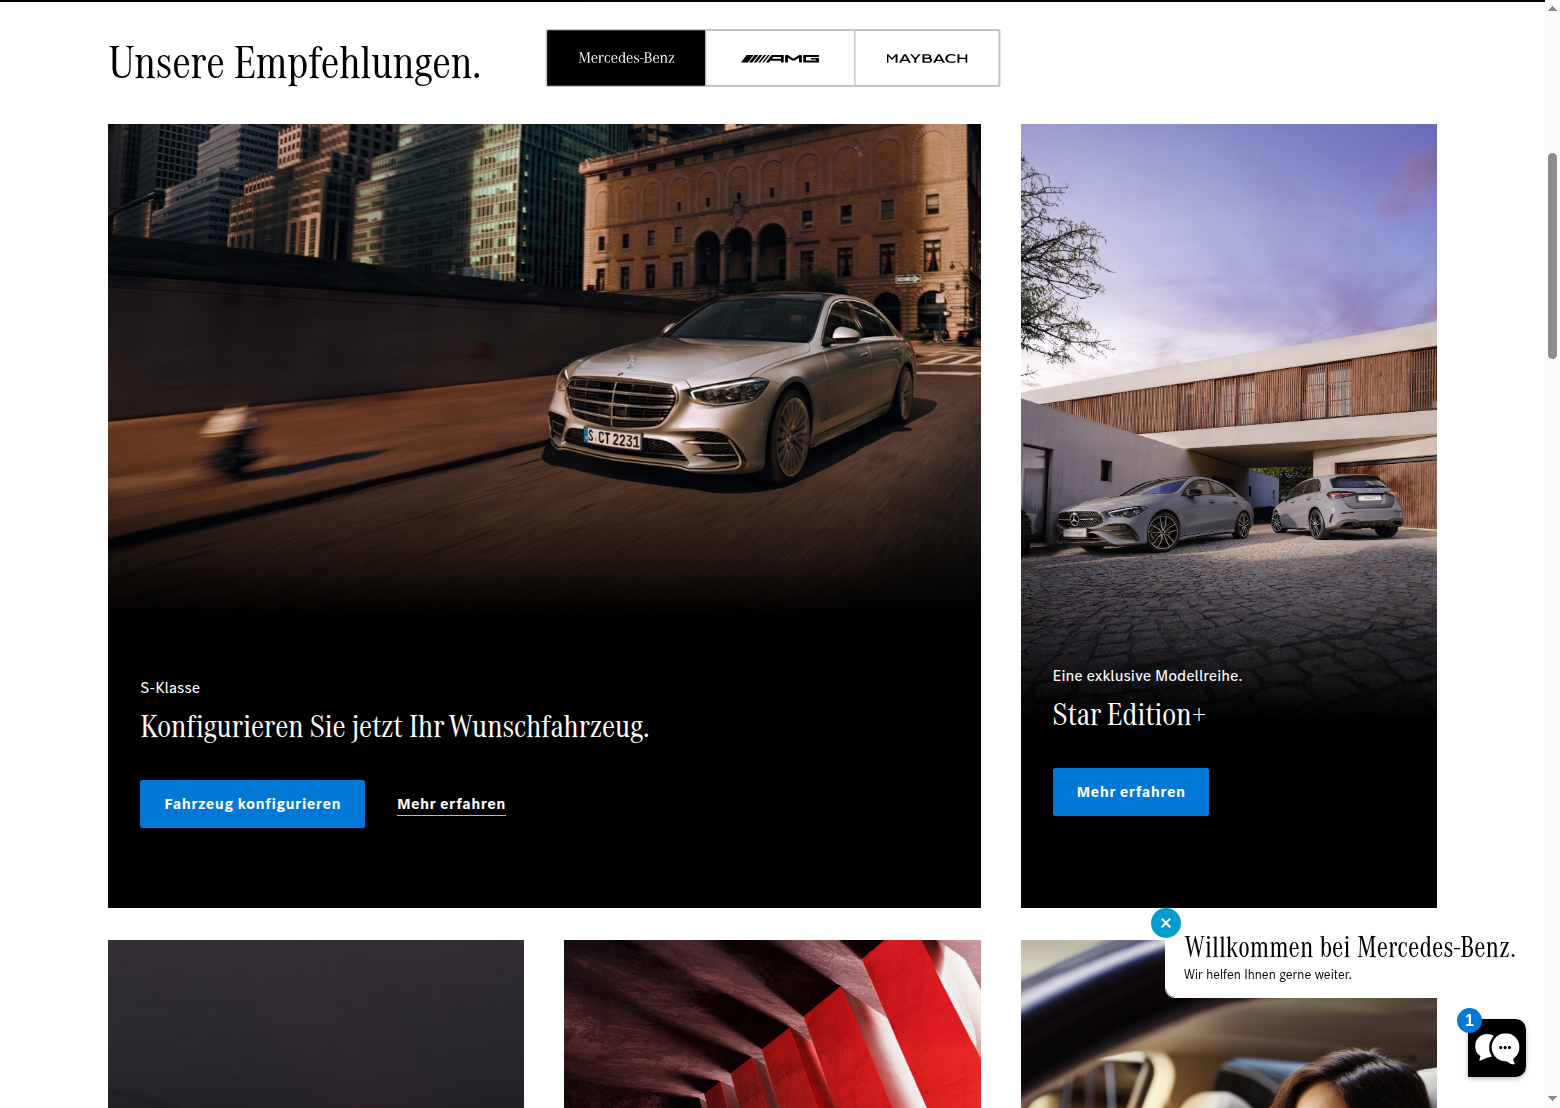 Unsere Empfehlungen.
Mercedes-Benz
AMG
MAYBACH
S CT 2231
S-Klasse
Konfigurieren Sie jetzt Ihr Wunschfahrzeug.
Fahrzeug konfigurieren
Mehr erfahren
Eine exklusive Modellreihe.
Star Edition+
Mehr erfahren
Willkommen bei Mercedes-Benz.
Wir helfen Ihnen gerne weiter.
1